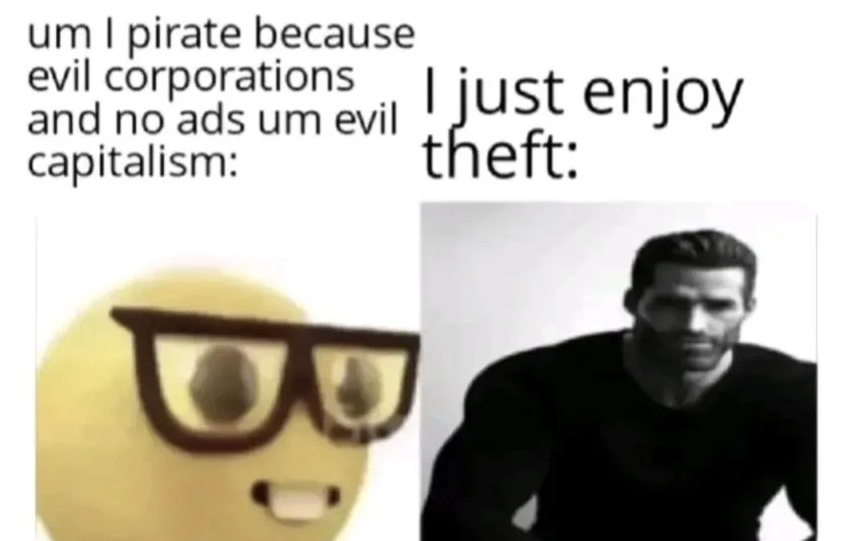 um I pirate because
evil corporations
and no ads um evil
capitalism:
I just enjoy
theft: